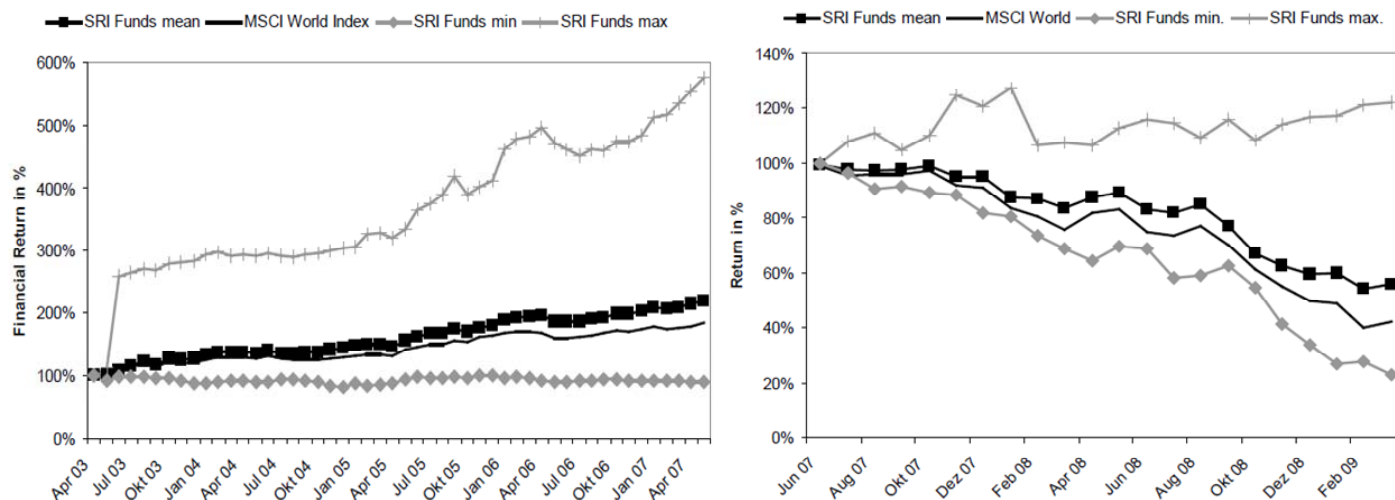 SRI Funds mean MSCI World Index SRI Funds min SRI Funds max
600%
500%
400%
300%
200%
100%
0%
Financial Return in %
Apr 03
Jul 03
Okt 03
Jan 04
Apr 04
Jul 04
Okt 04
Jan 05
Apr 05
Jul 05
Okt 05
Jan 06
Apr 06
Jul 06
Okt 06
Jan 07
Apr 07
SRI Funds mean MSCI World SRI Funds min. SRI Funds max.
140%
120%
100%
80%
60%
40%
20%
0%
Return in %
Jun 07
Aug 07
Okt 07
Dez 07
Feb 08
Apr 08
Jun 08
Aug 08
Okt 08
Dez 08
Feb 09